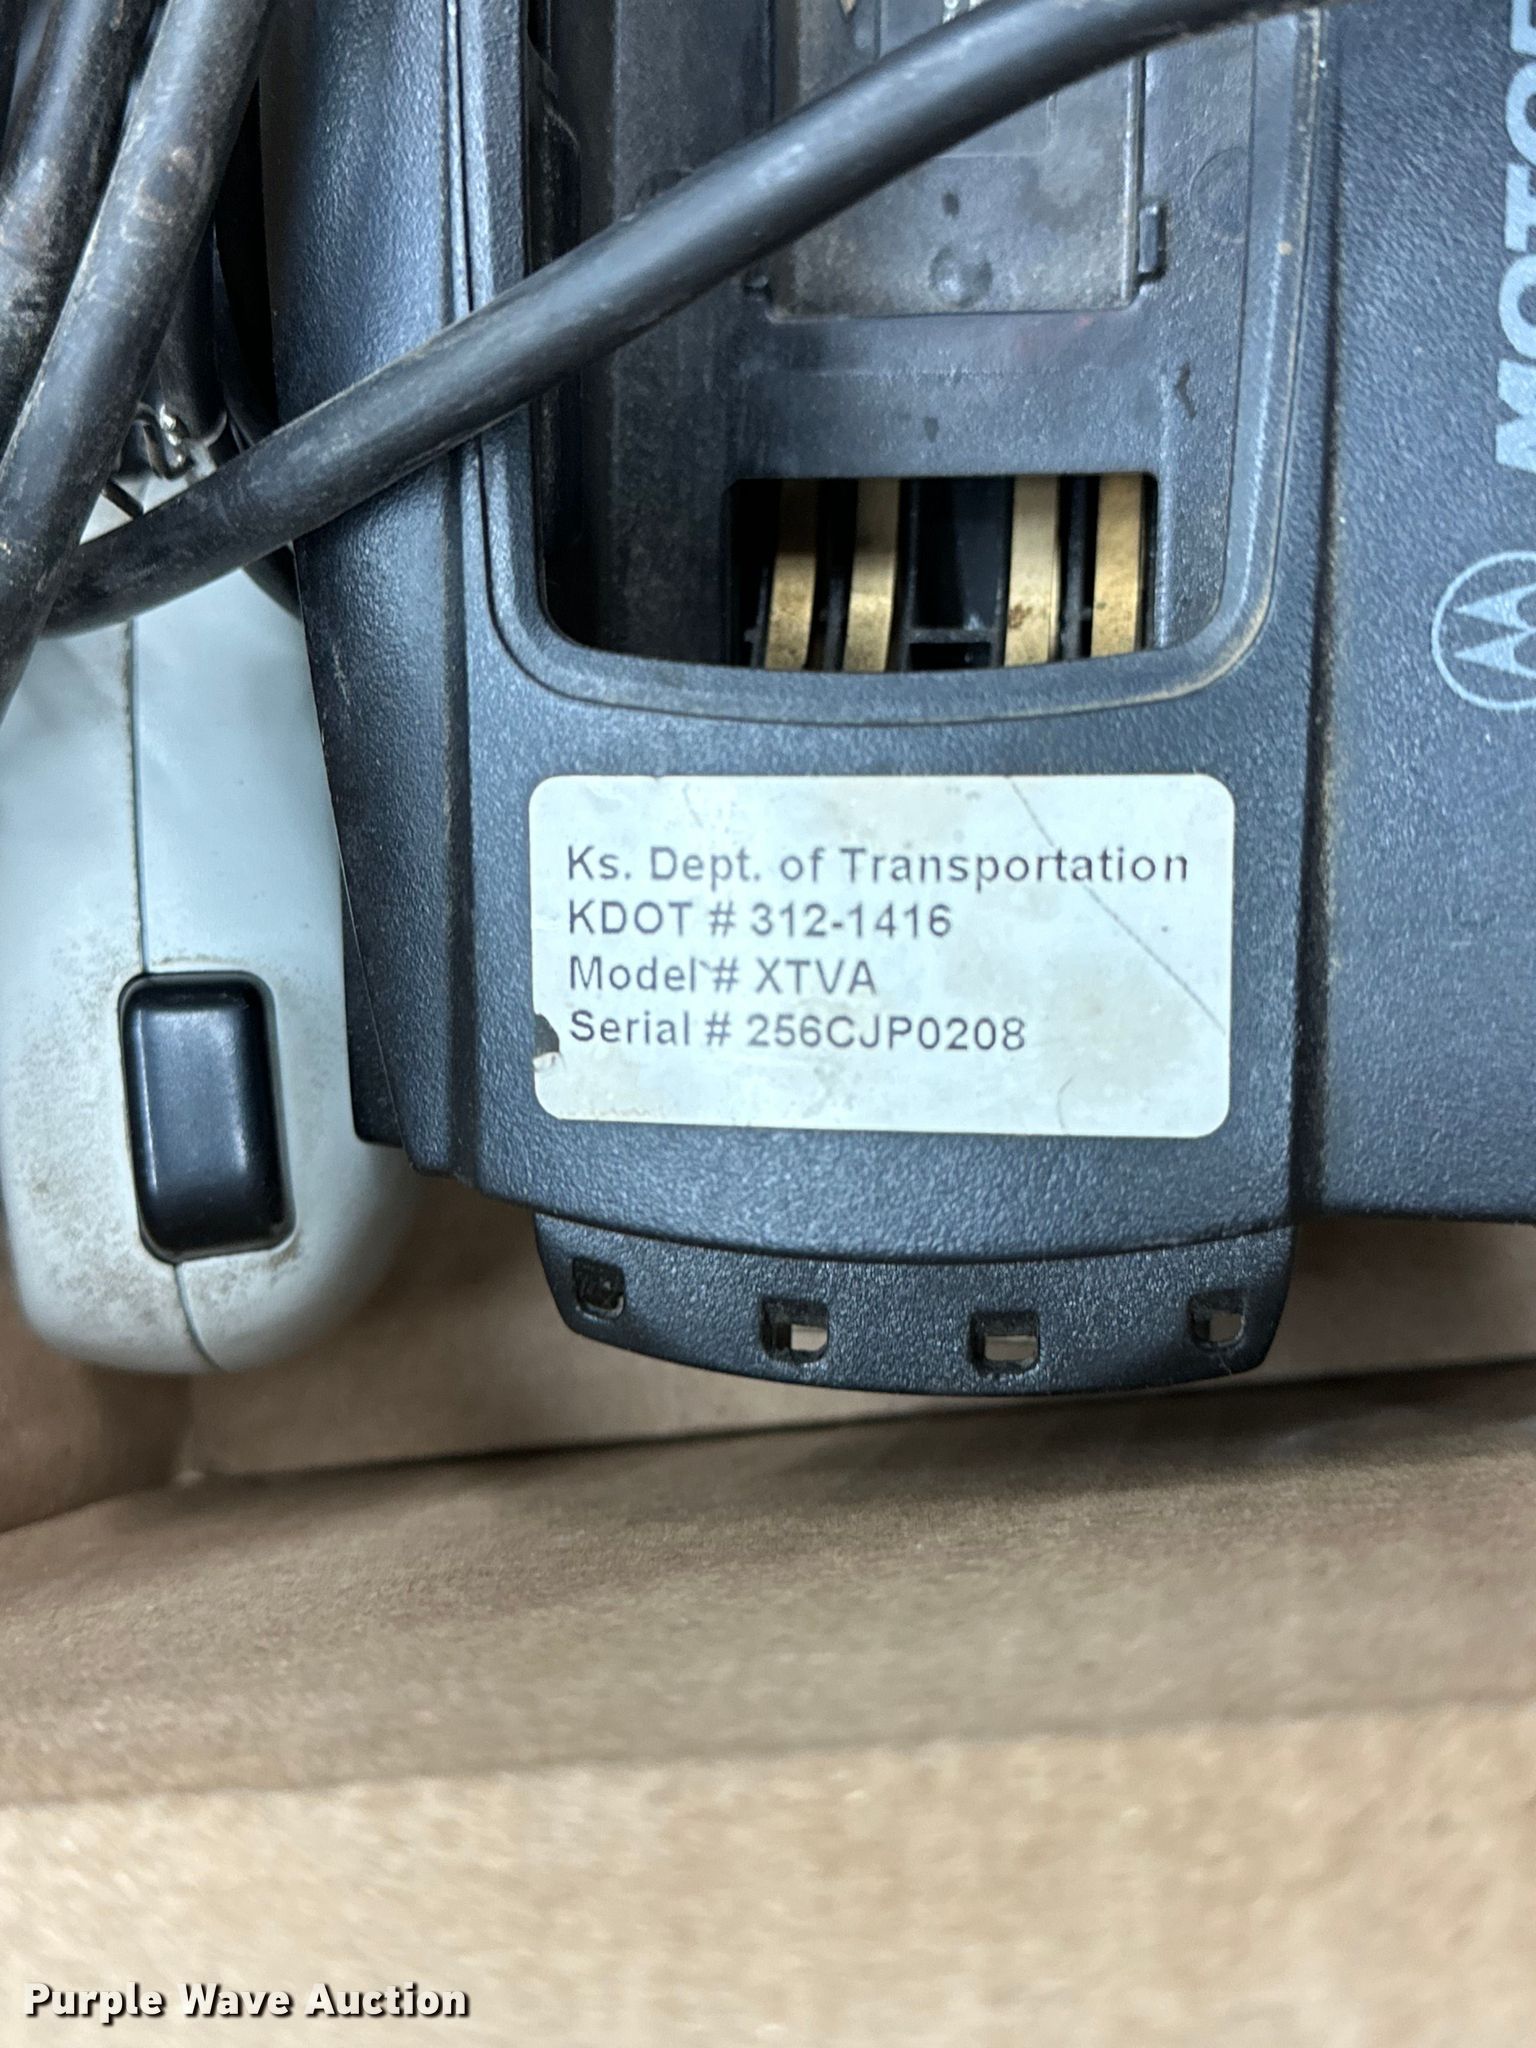 Ks. Dept. of Transportation
KDOT # 312-1416
Model # XTVA
Serial # 256CJP0208
Purple Wave Auction